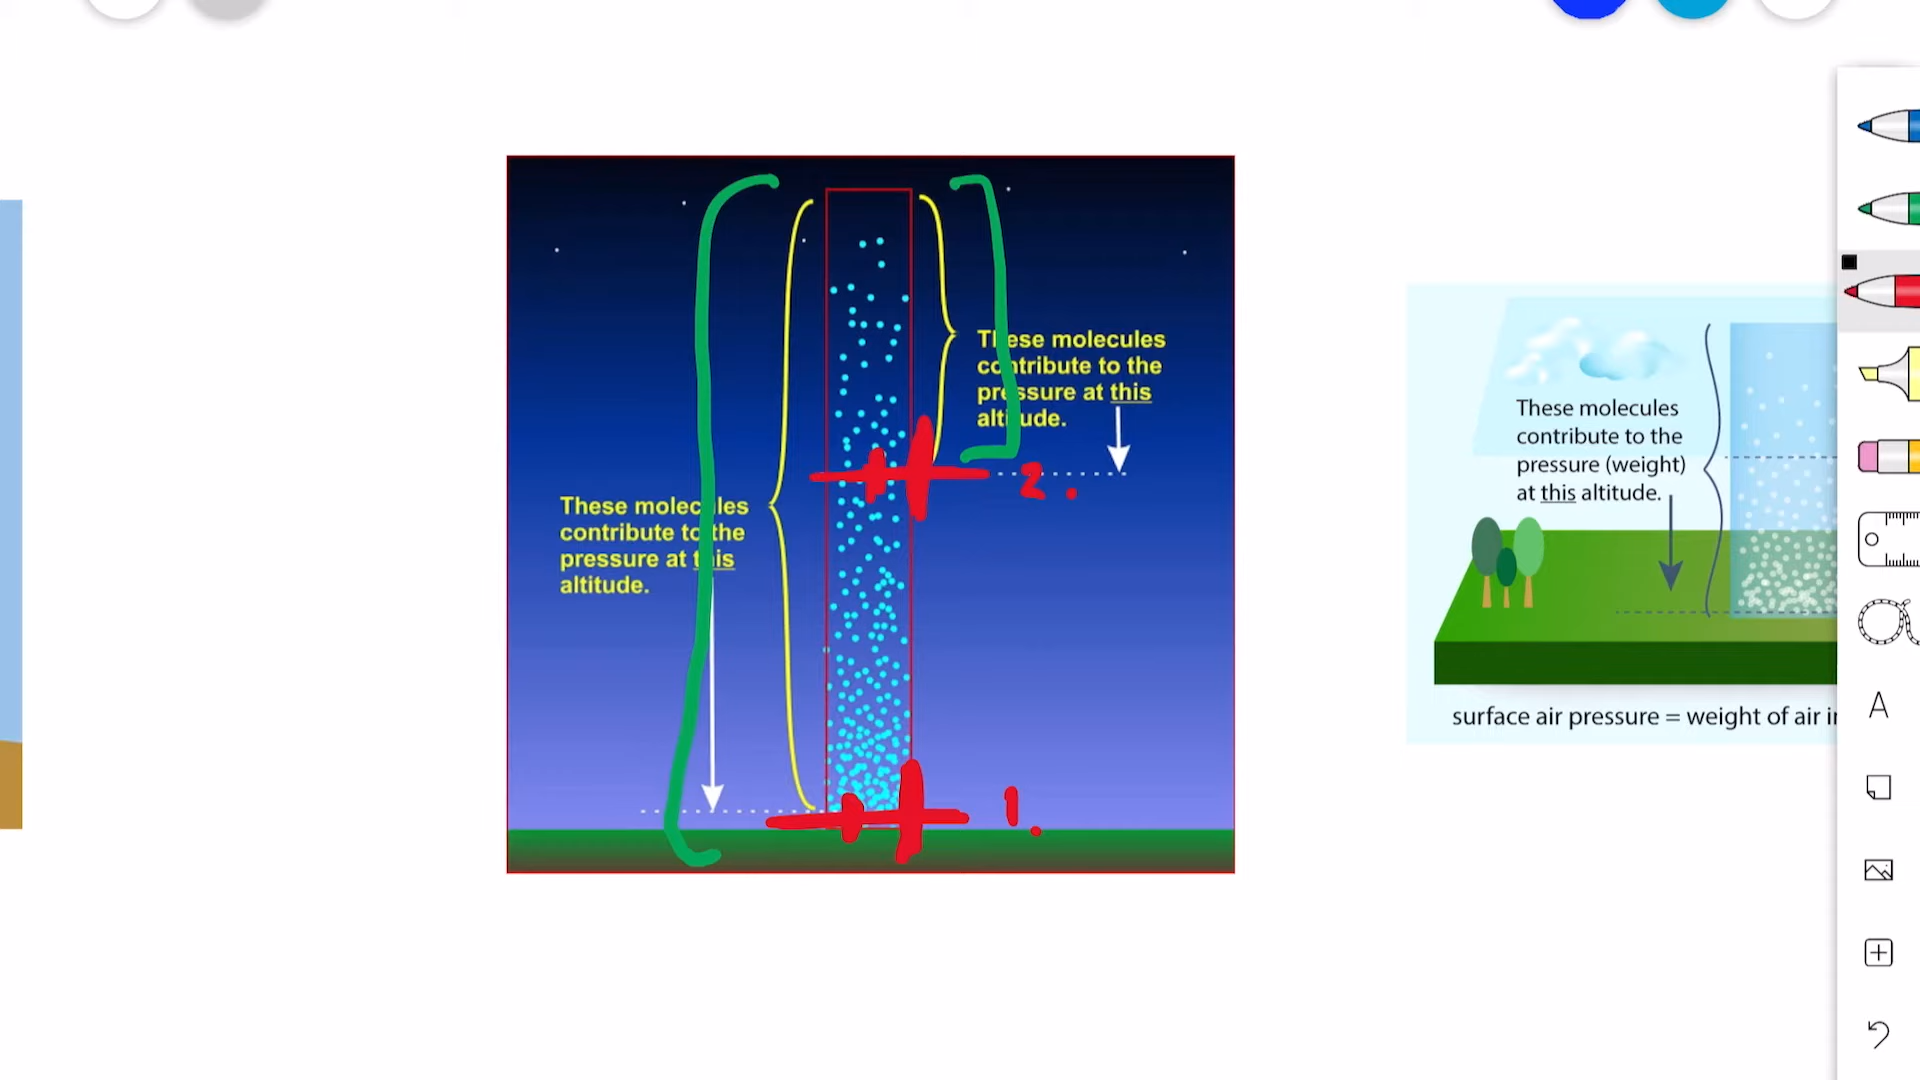 These molecules
contribute to the
pressure at this
altitude.
2.
These molecules
contribute to the
pressure at this
altitude.
1.
These molecules
contribute to the
pressure (weight)
at this altitude.
surface air pressure = weight of air
A